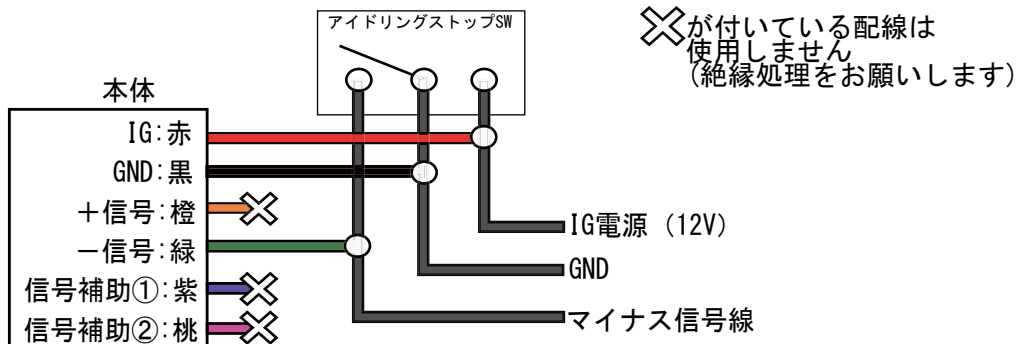 アイドリングストップSW
が付いている配線は
使用しません
(絶縁処理をお願いします)
本体
IG:赤
GND:黒
+信号:橙
－信号:緑
信号補助①:紫
信号補助②:桃
IG電源 (12V)
GND
マイナス信号線